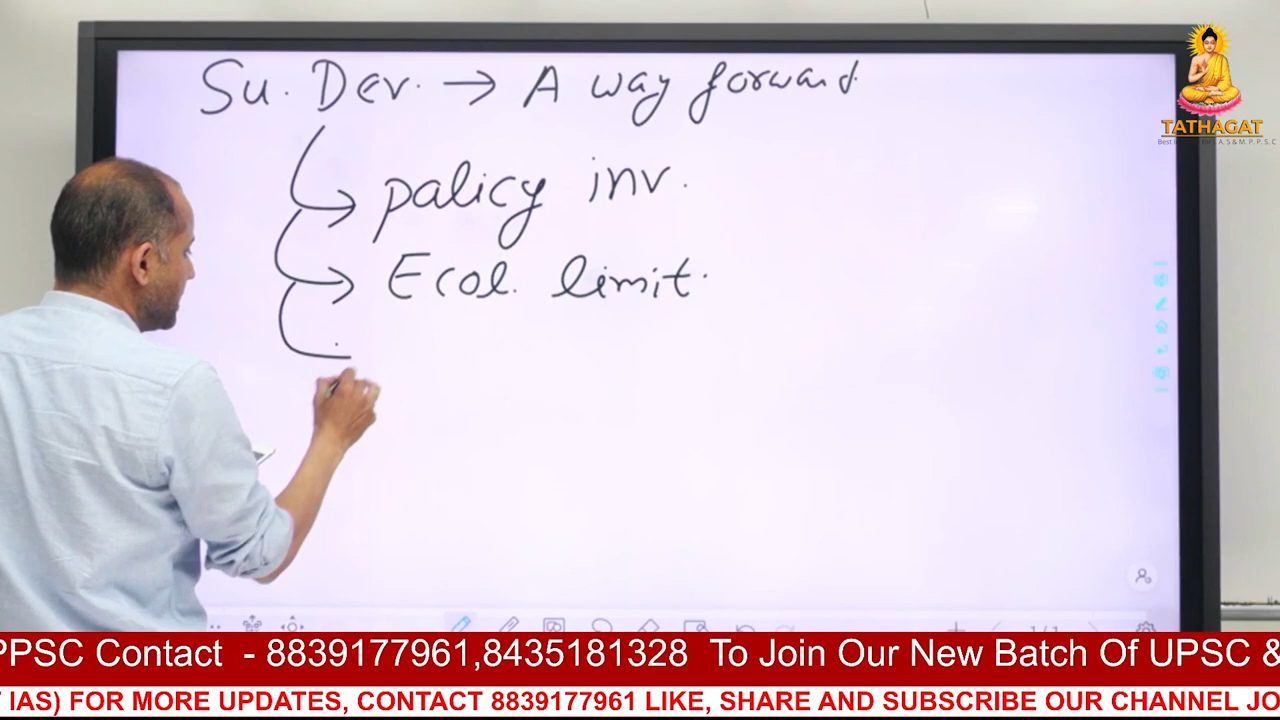 Su. Dev. → A way forward
TATHAGAT
palicy inv.
Ecol. limit.
PPSC Contact - 8839177961,8435181328 To Join Our New Batch Of UPSC &
IAS) FOR MORE UPDATES, CONTACT 8839177961 LIKE, SHARE AND SUBSCRIBE OUR CHANNEL JO